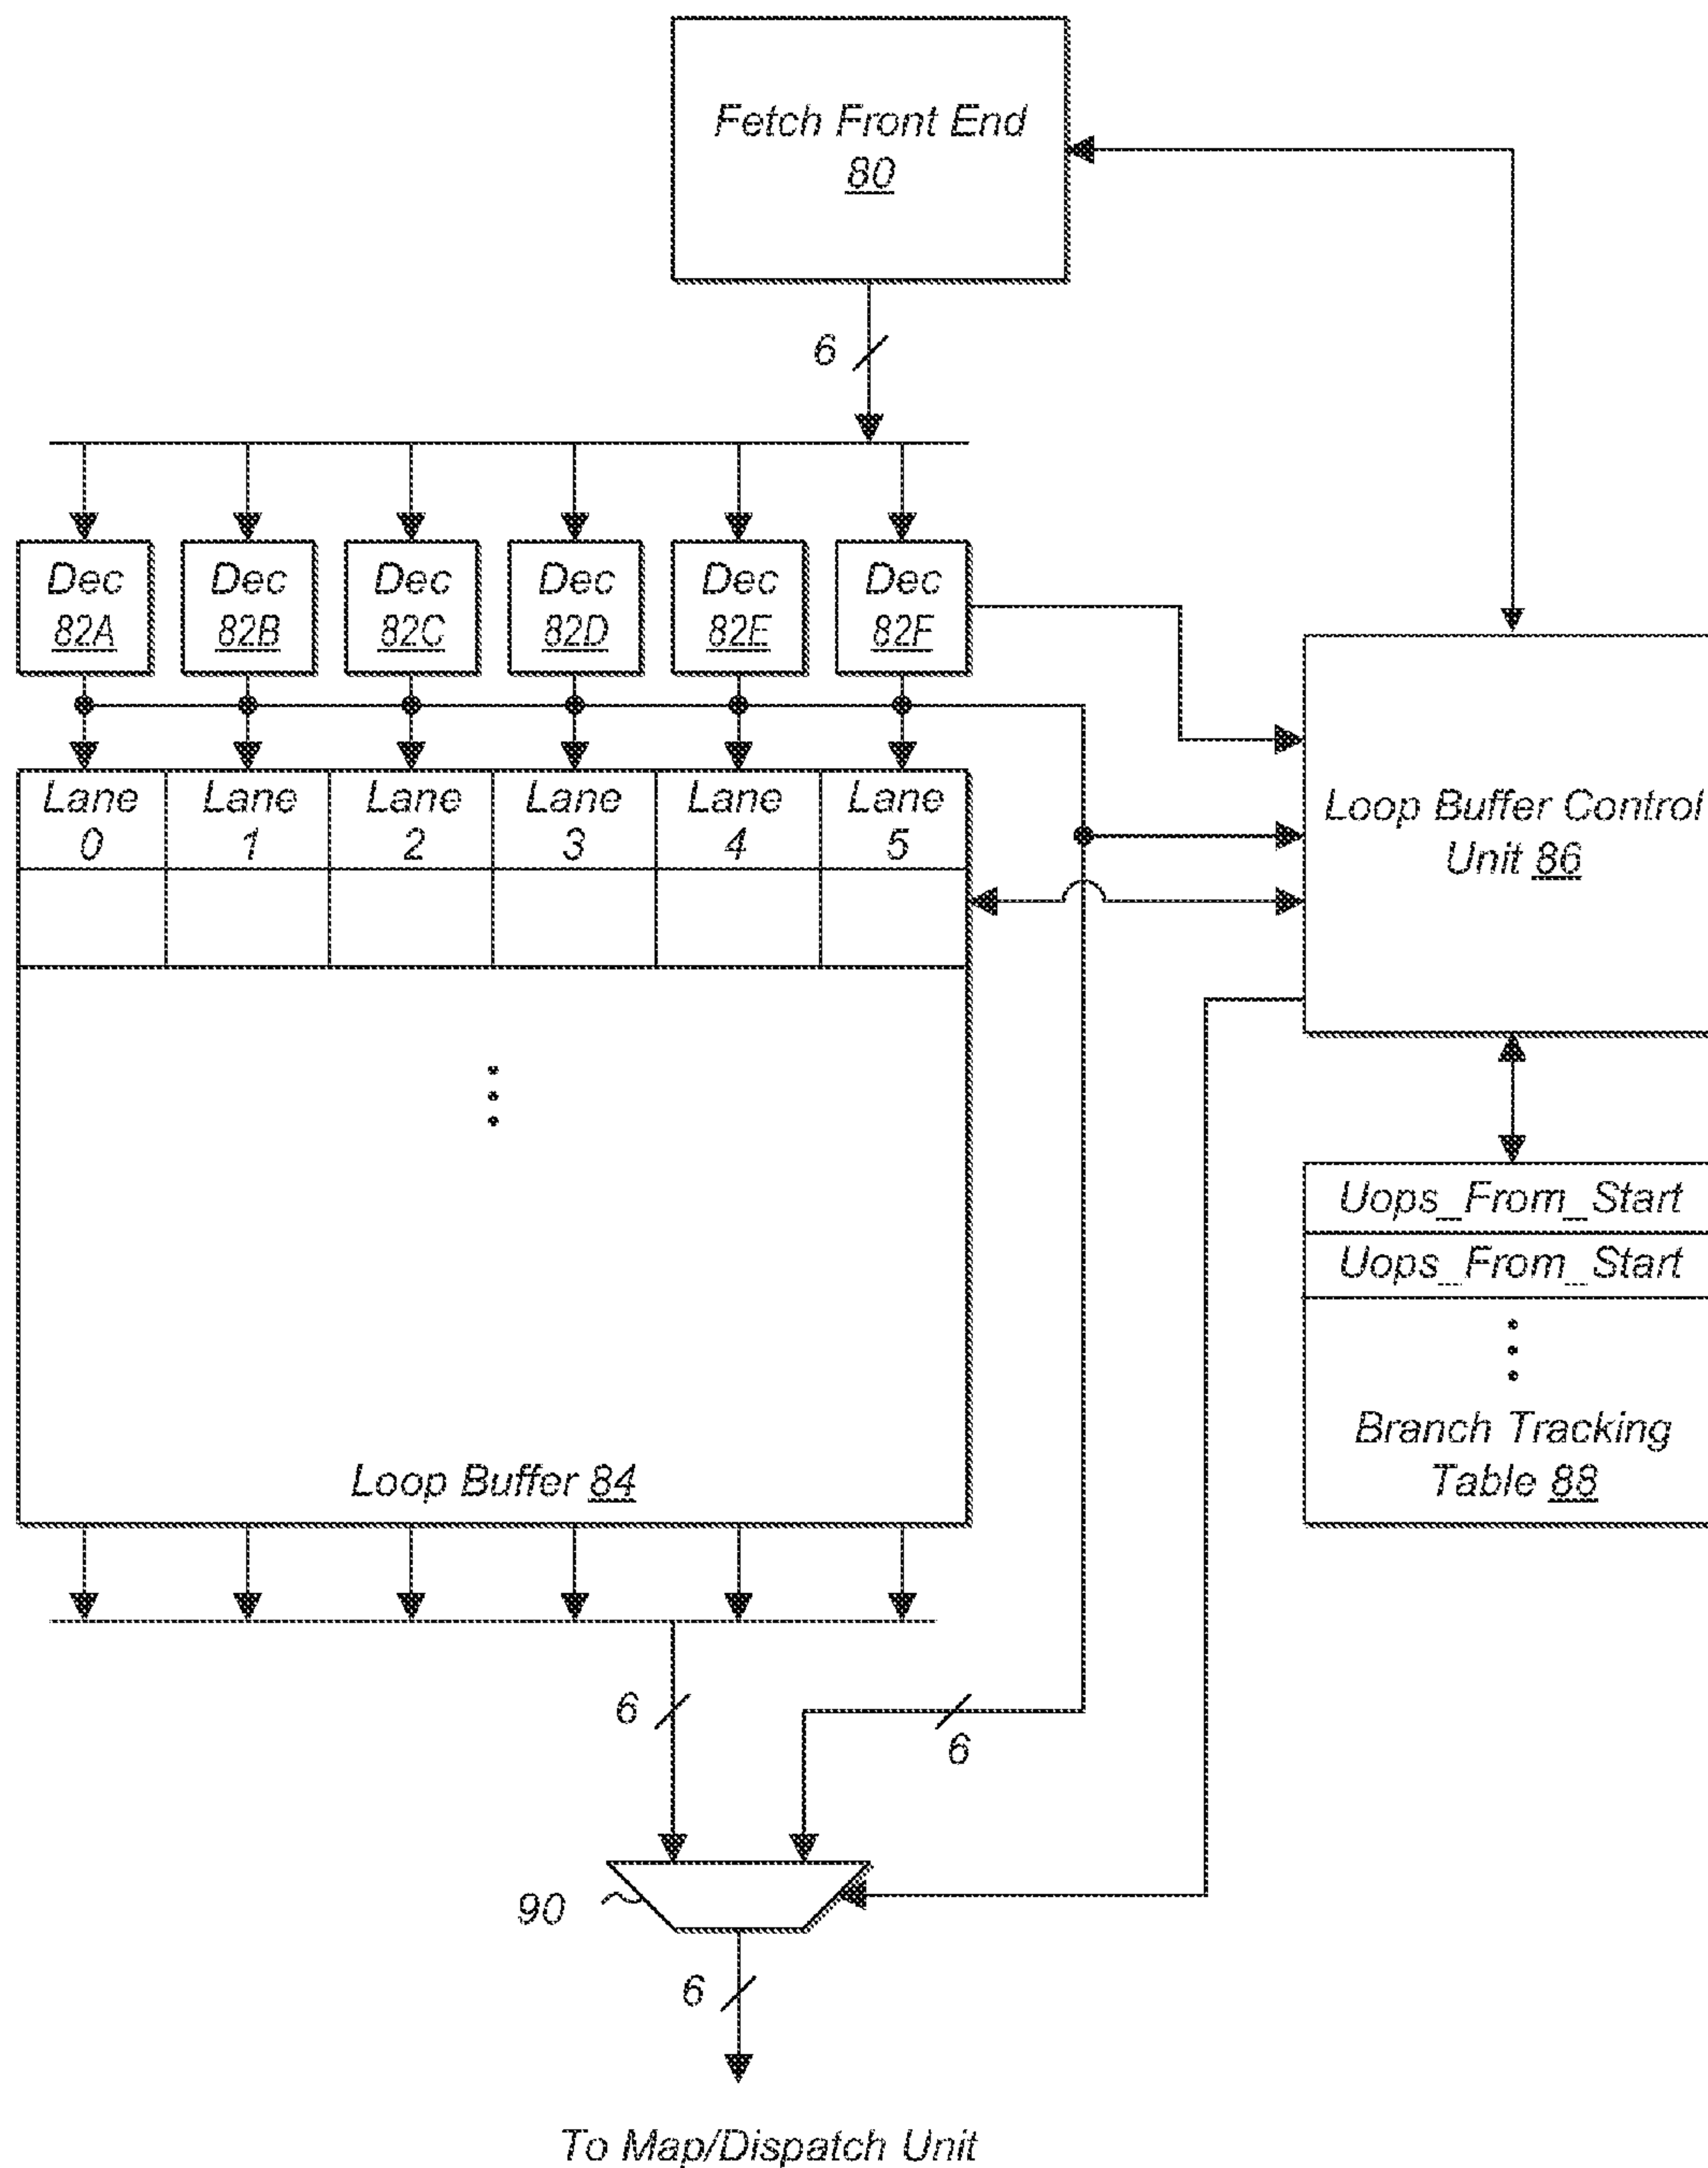 Fetch Front End
80
6
Dec
82A
Dec
82B
Dec
82C
Dec
82D
Dec
82E
Dec
82F
Lane
0
Lane
1
Lane
2
Lane
3
Lane
4
Lane
5
Loop Buffer Control
Unit 86
Uops_From_Start
Uops_From_Start
Branch Tracking
Table 88
Loop Buffer 84
6
6
90
6
To Map/Dispatch Unit